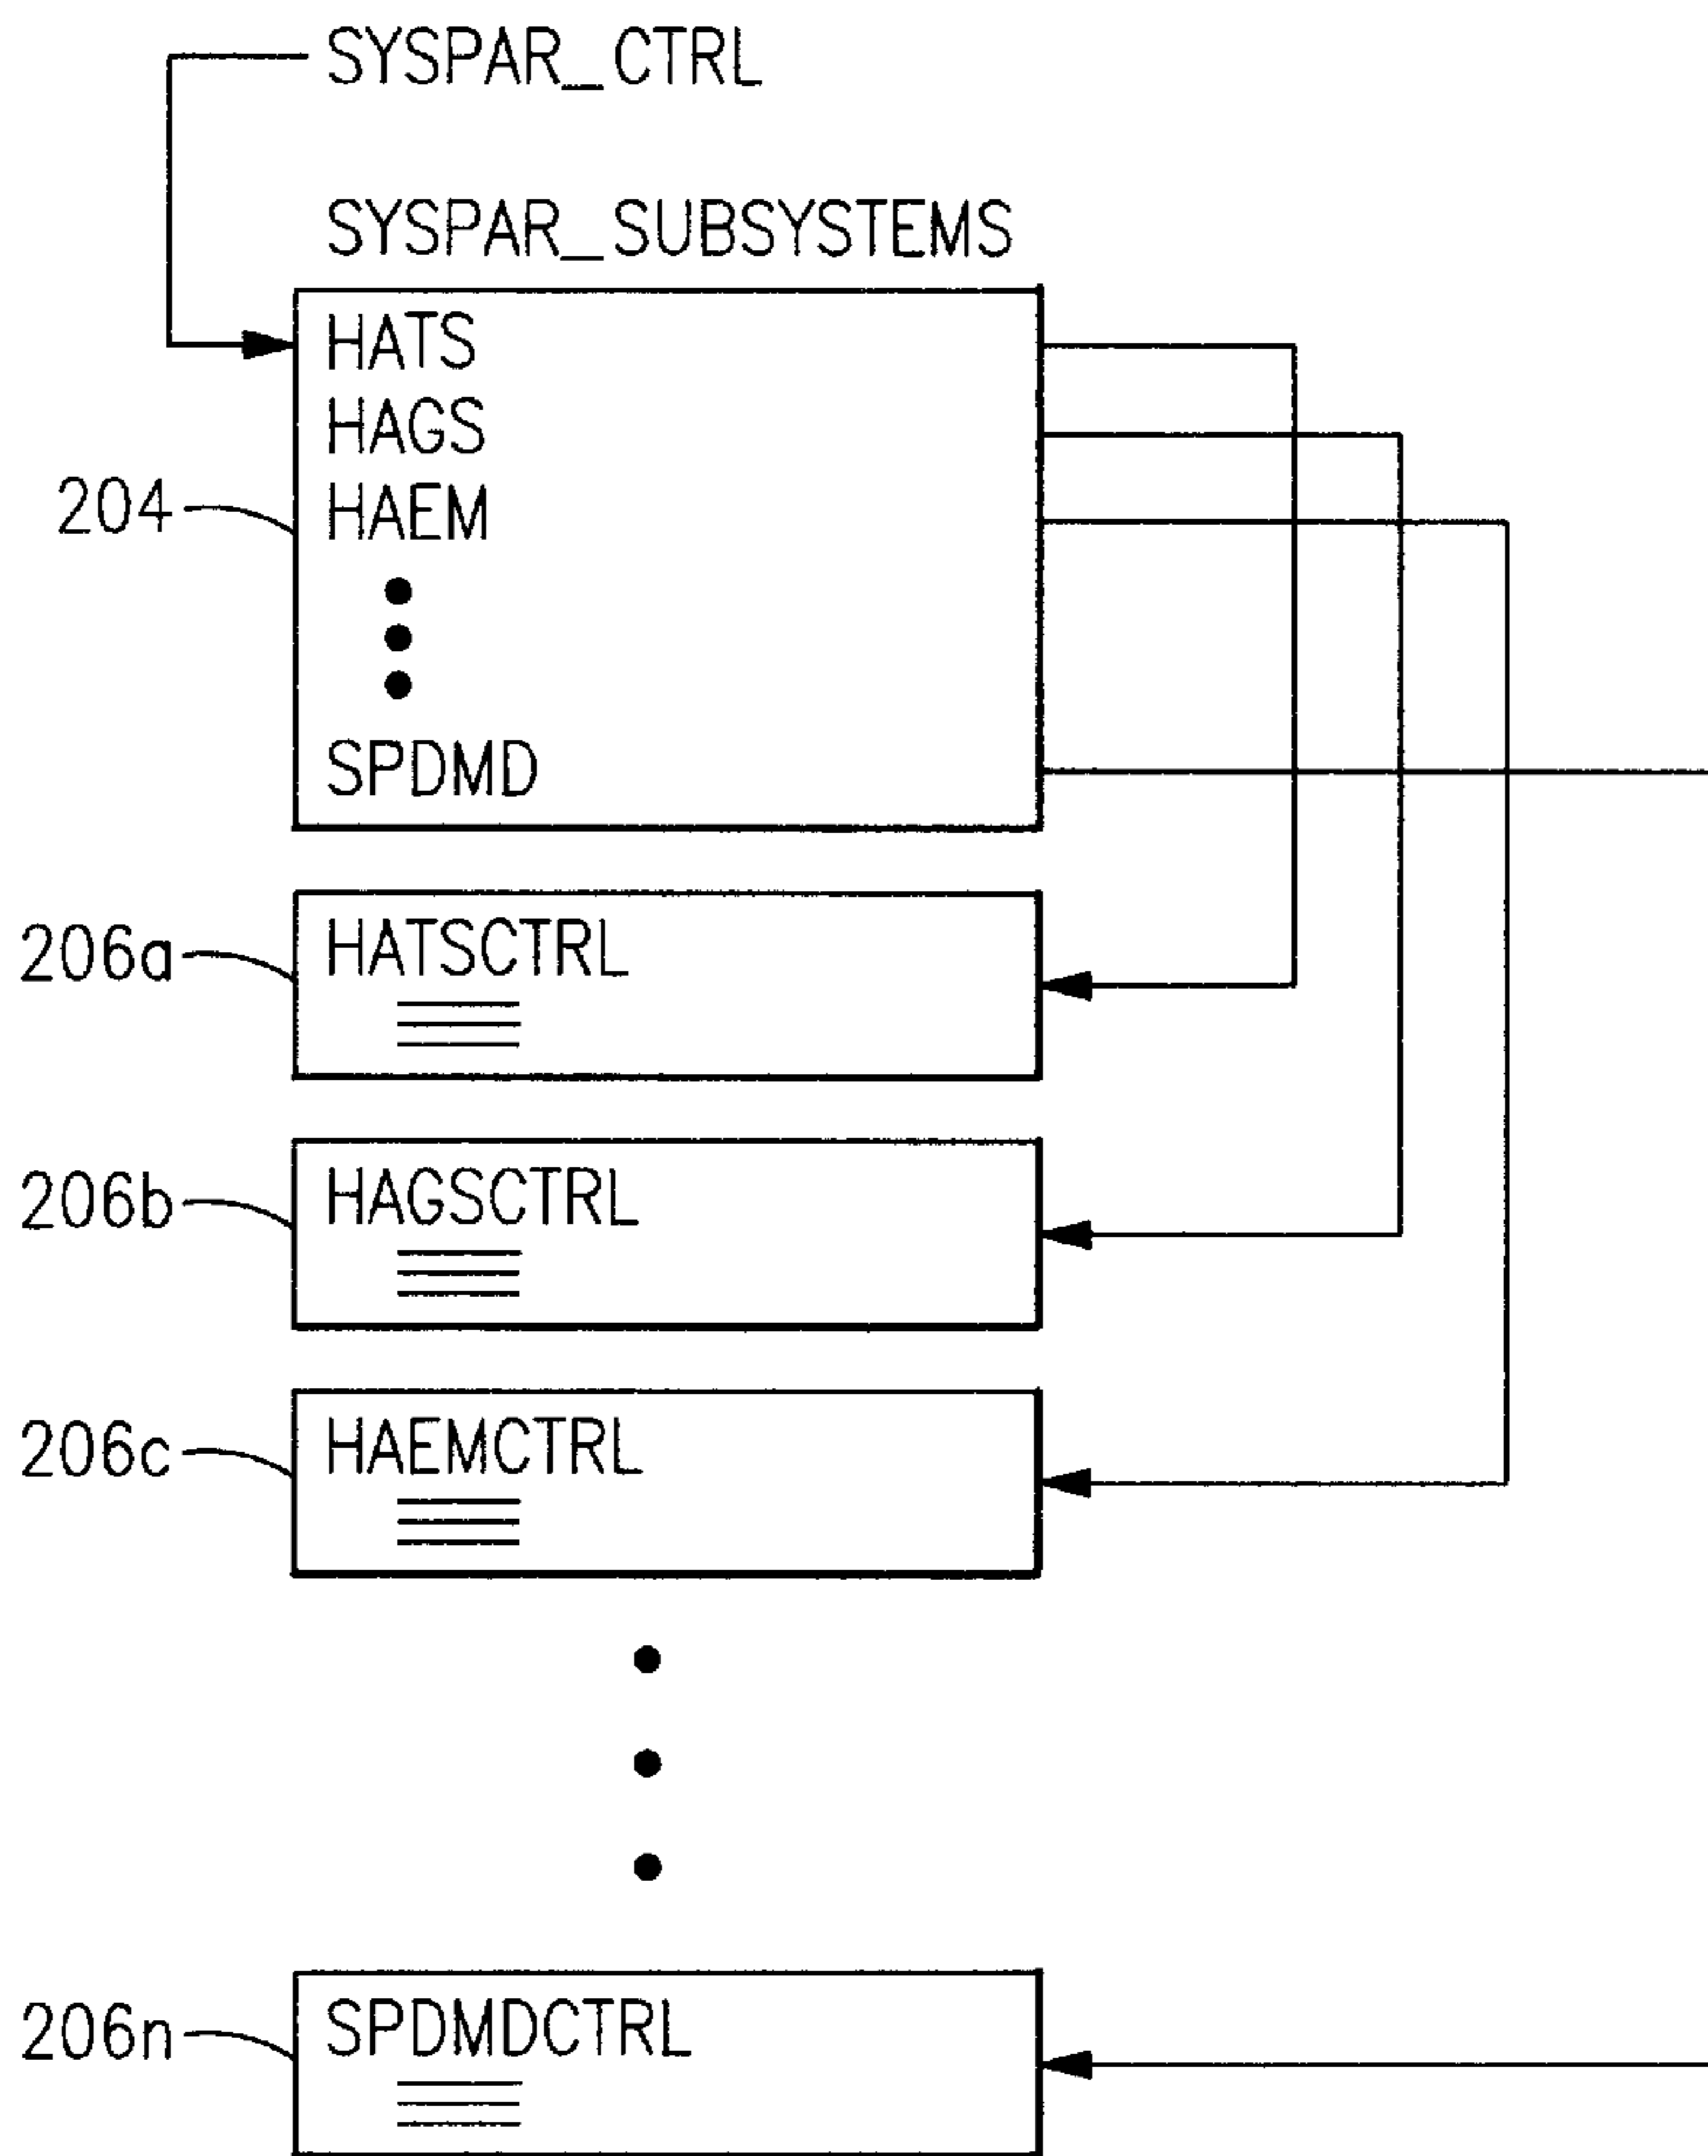 SYSPAR_CTRL
SYSPAR_SUBSYSTEMS
HATS
HAGS
204
HAEM
SPDMD
206a
HATSCTRL
206b
HAGSCTRL
206c
HAEMCTRL
206n
SPDMDCTRL